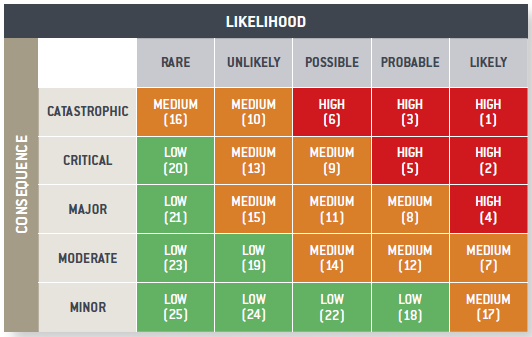 LIKELIHOOD
CONSEQUENCE
RARE UNLIKELY POSSIBLE PROBABLE LIKELY
CATASTROPHIC MEDIUM (16) MEDIUM (10) HIGH (6) HIGH (3) HIGH (1)
CRITICAL LOW (20) MEDIUM (13) MEDIUM (9) HIGH (5) HIGH (2)
MAJOR LOW (21) MEDIUM (15) MEDIUM (11) MEDIUM (8) HIGH (4)
MODERATE LOW (23) LOW (19) MEDIUM (14) MEDIUM (12) MEDIUM (7)
MINOR LOW (25) LOW (24) LOW (22) LOW (18) MEDIUM (17)